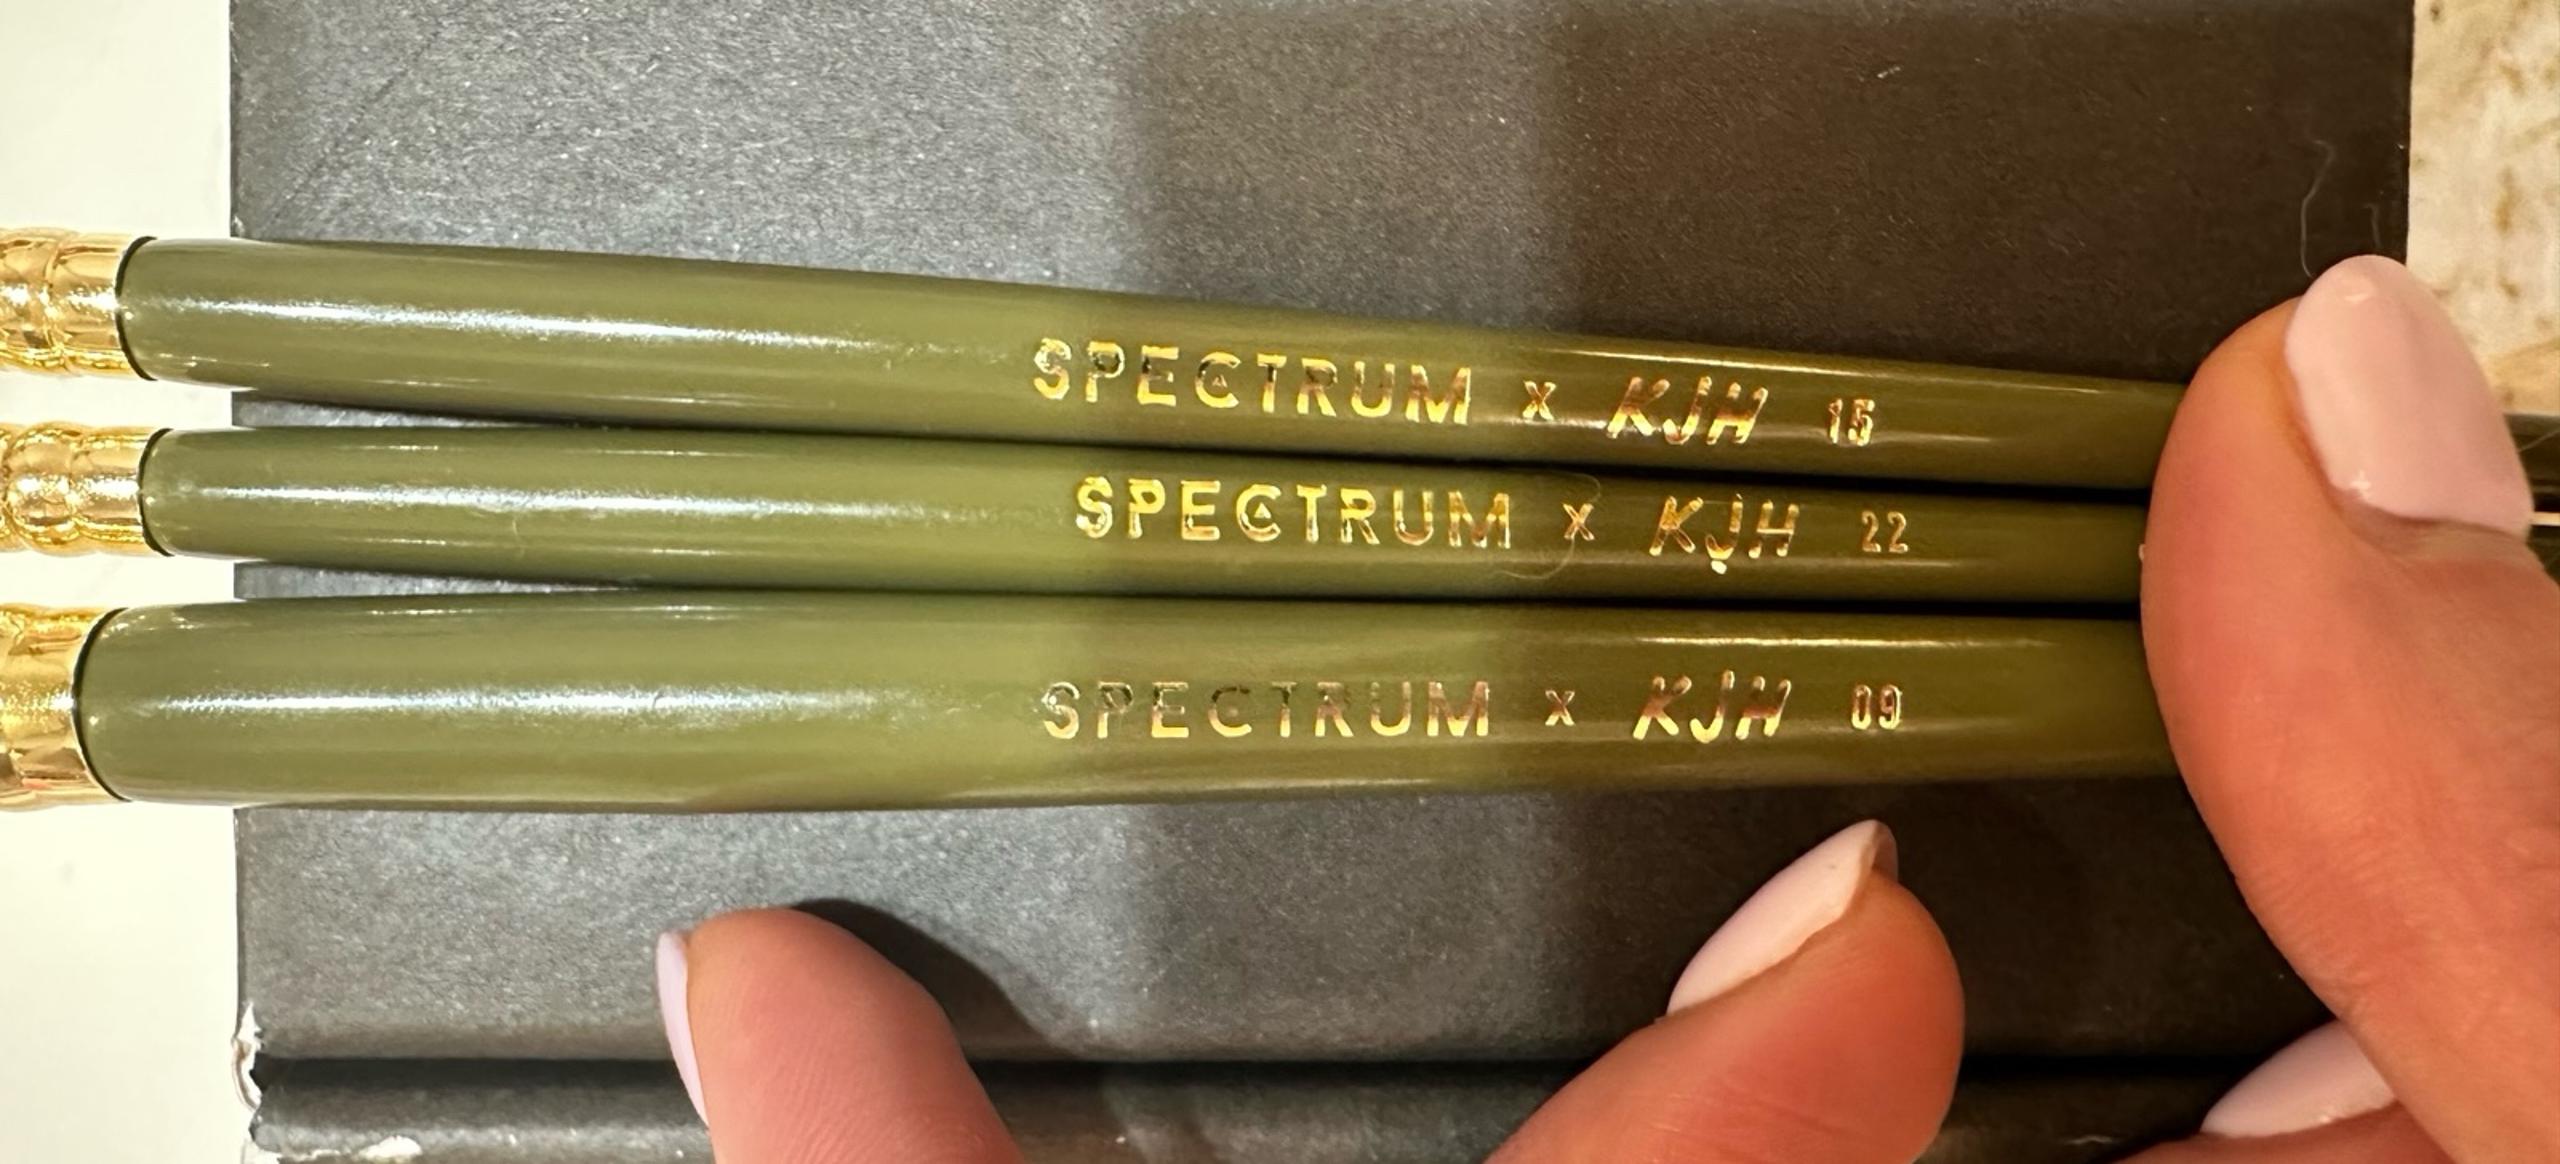 SPECTRUM x KJH 15
SPECTRUM x KJH 22
SPECTRUM x KJH 09